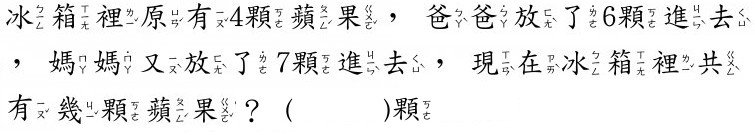 冰箱裡原有4顆蘋果，爸爸放了6顆進去
，媽媽又放了7顆進去，現在冰箱裡共
有幾顆蘋果？（　　　）顆